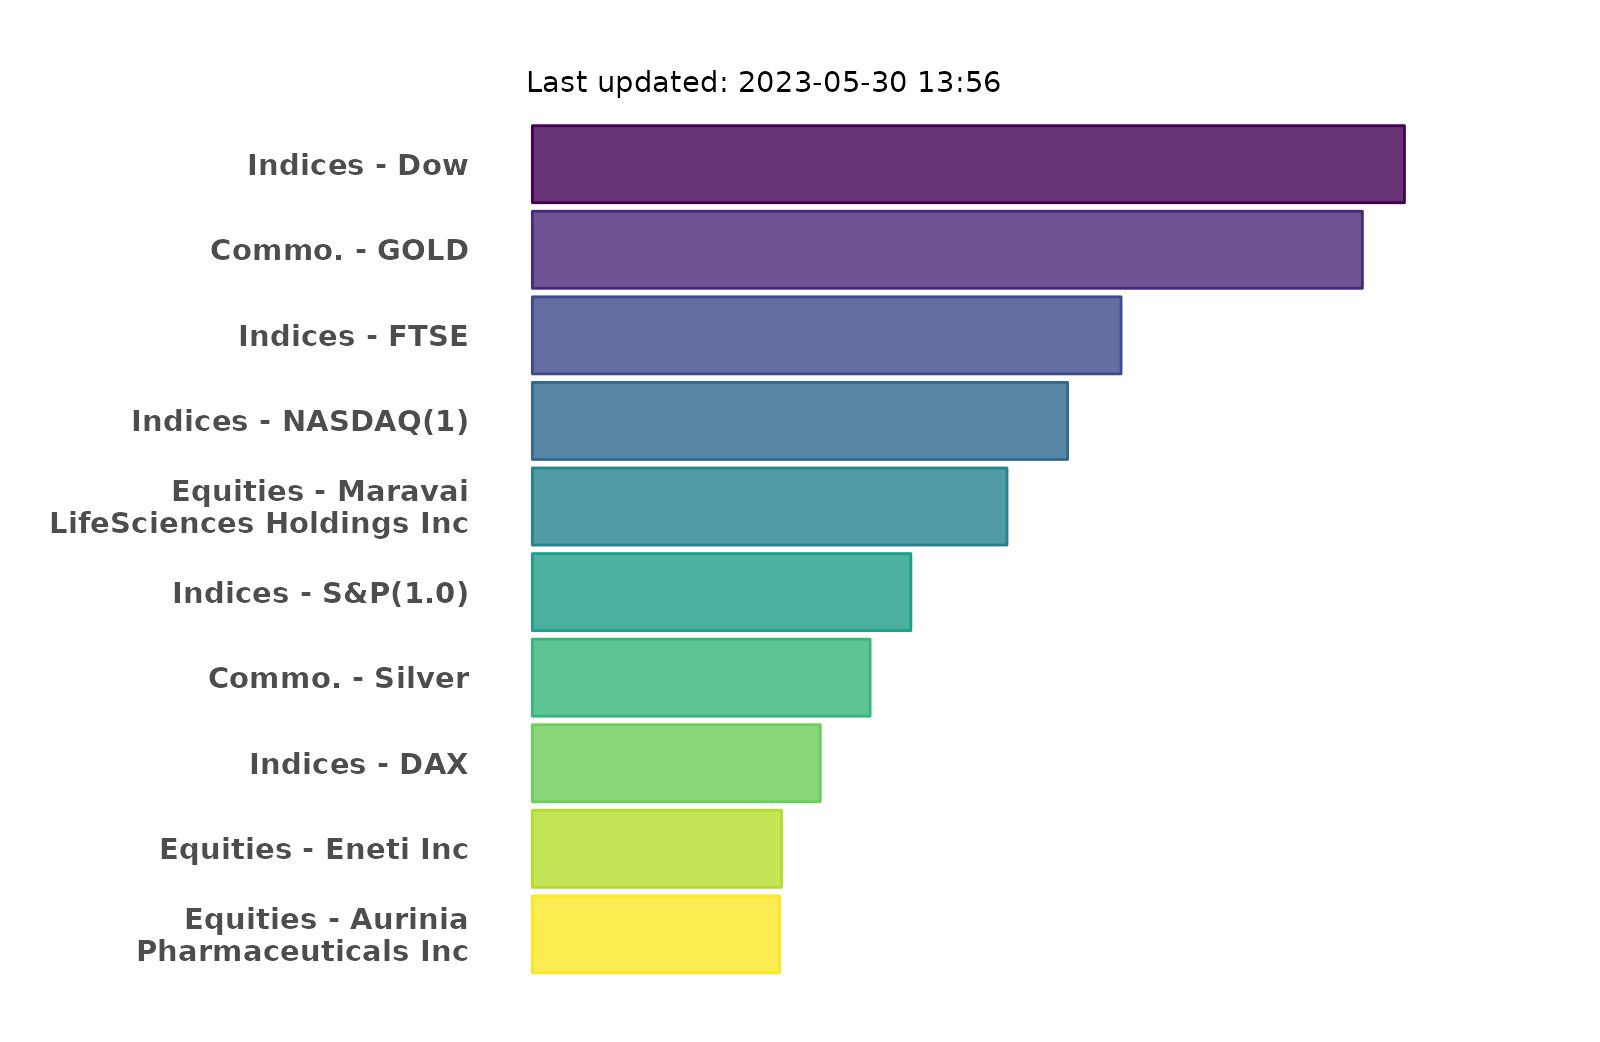 Last updated: 2023-05-30 13:56
Indices - Dow
Commo. - GOLD
Indices - FTSE
Indices - NASDAQ(1)
Equities - Maravai
LifeSciences Holdings Inc
Indices - S&P(1.0)
Commo. - Silver
Indices - DAX
Equities - Eneti Inc
Equities - Aurinia
Pharmaceuticals Inc